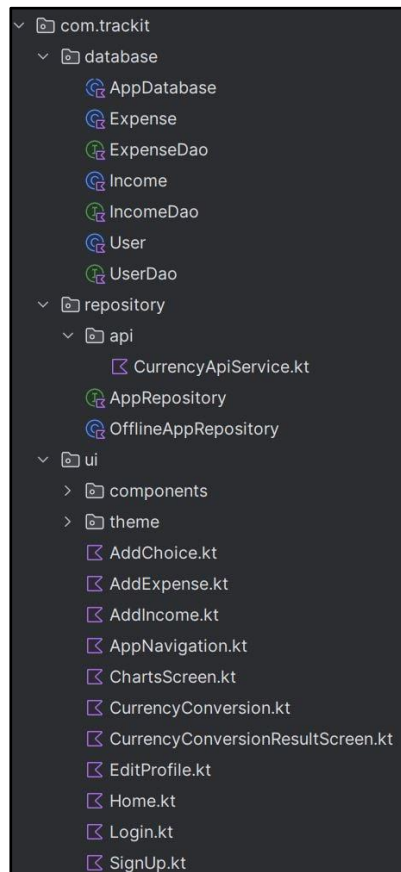 com.trackit
database
AppDatabase
Expense
ExpenseDao
Income
IncomeDao
User
UserDao
repository
api
CurrencyApiService.kt
AppRepository
OfflineAppRepository
ui
components
theme
AddChoice.kt
AddExpense.kt
AddIncome.kt
AppNavigation.kt
ChartsScreen.kt
CurrencyConversion.kt
CurrencyConversionResultScreen.kt
EditProfile.kt
Home.kt
Login.kt
SignUp.kt